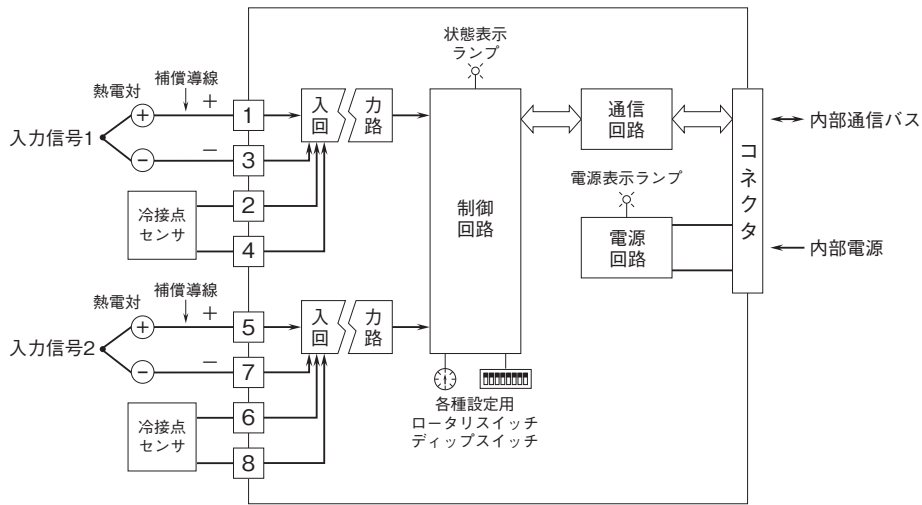 状態表示
ランプ
熱電対
補償導線
+
1
入力信号1
+
−
−
3
2
4
冷接点
センサ
入 力
回 路
制御
回路
通信
回路
電源表示ランプ
電源
回路
コネクタ
内部通信バス
内部電源
熱電対
補償導線
+
5
入力信号2
+
−
−
7
6
8
冷接点
センサ
入 力
回 路
各種設定用
ロータリスイッチ
ディップスイッチ